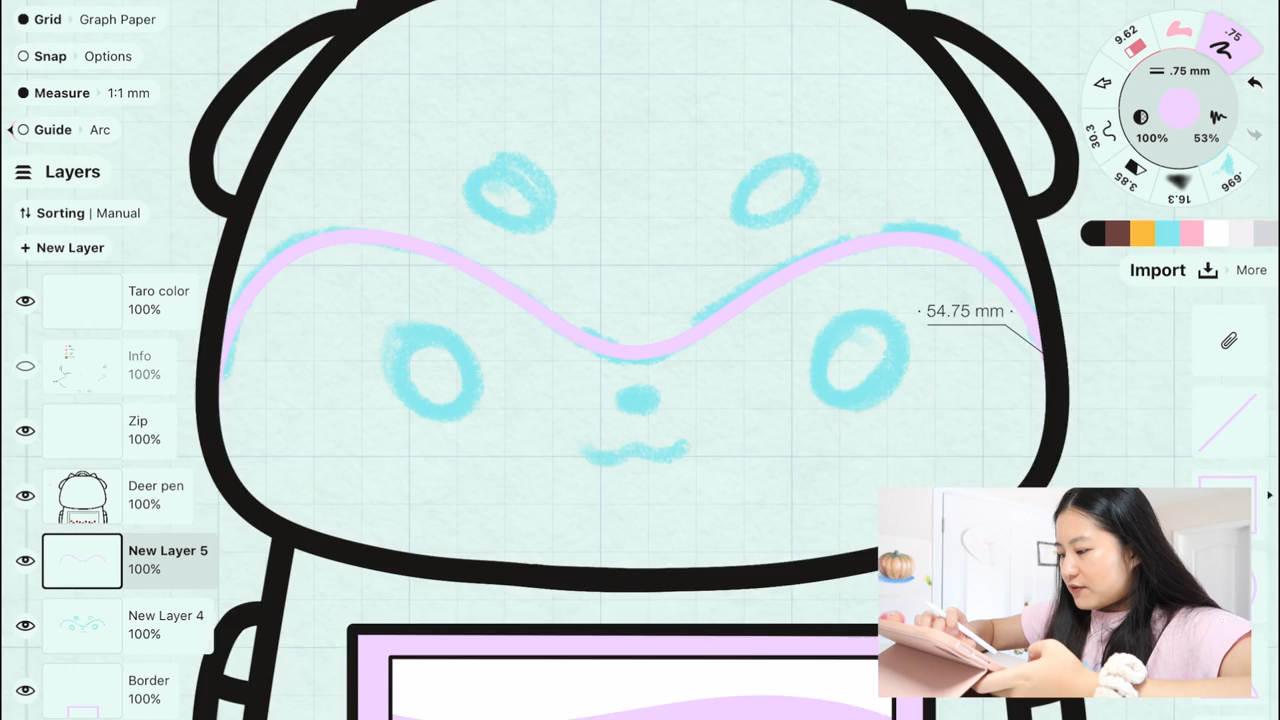 Grid Graph Paper
Snap Options
Measure 1:1 mm
Guide Arc
Layers
Sorting | Manual
+ New Layer
Taro color
100%
Info
100%
Zip
100%
Deer pen
100%
New Layer 5
100%
New Layer 4
100%
Border
100%
54.75 mm
9.62
.75
.75 mm
100%
53%
30.3
3.85
16.3
69.6
Import
More